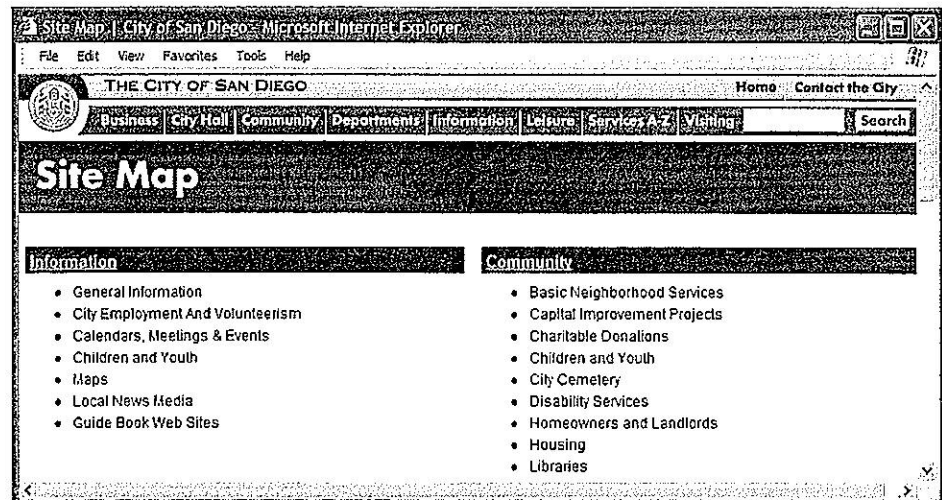 Site Map | City of San Diego - Microsoft Internet Explorer
File Edit View Favorites Tools Help
THE CITY OF SAN DIEGO
Home Contact the City
Business City Hall Community Departments Information Leisure Services A-Z Visiting Search
Site Map
Information
• General Information
• City Employment And Volunteerism
• Calendars, Meetings & Events
• Children and Youth
• Maps
• Local News Media
• Guide Book Web Sites
Community
• Basic Neighborhood Services
• Capital Improvement Projects
• Charitable Donations
• Children and Youth
• City Cemetery
• Disability Services
• Homeowners and Landlords
• Housing
• Libraries